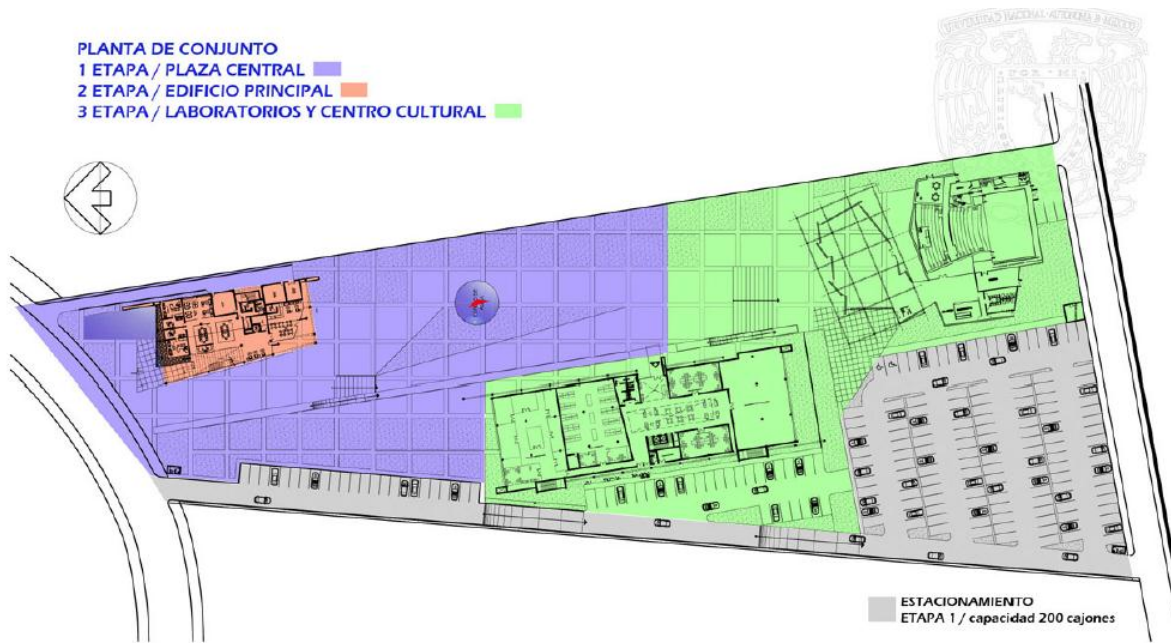 PLANTA DE CONJUNTO
1 ETAPA / PLAZA CENTRAL
2 ETAPA / EDIFICIO PRINCIPAL
3 ETAPA / LABORATORIOS Y CENTRO CULTURAL
ESTACIONAMIENTO
ETAPA 1 / capacidad 200 cajones